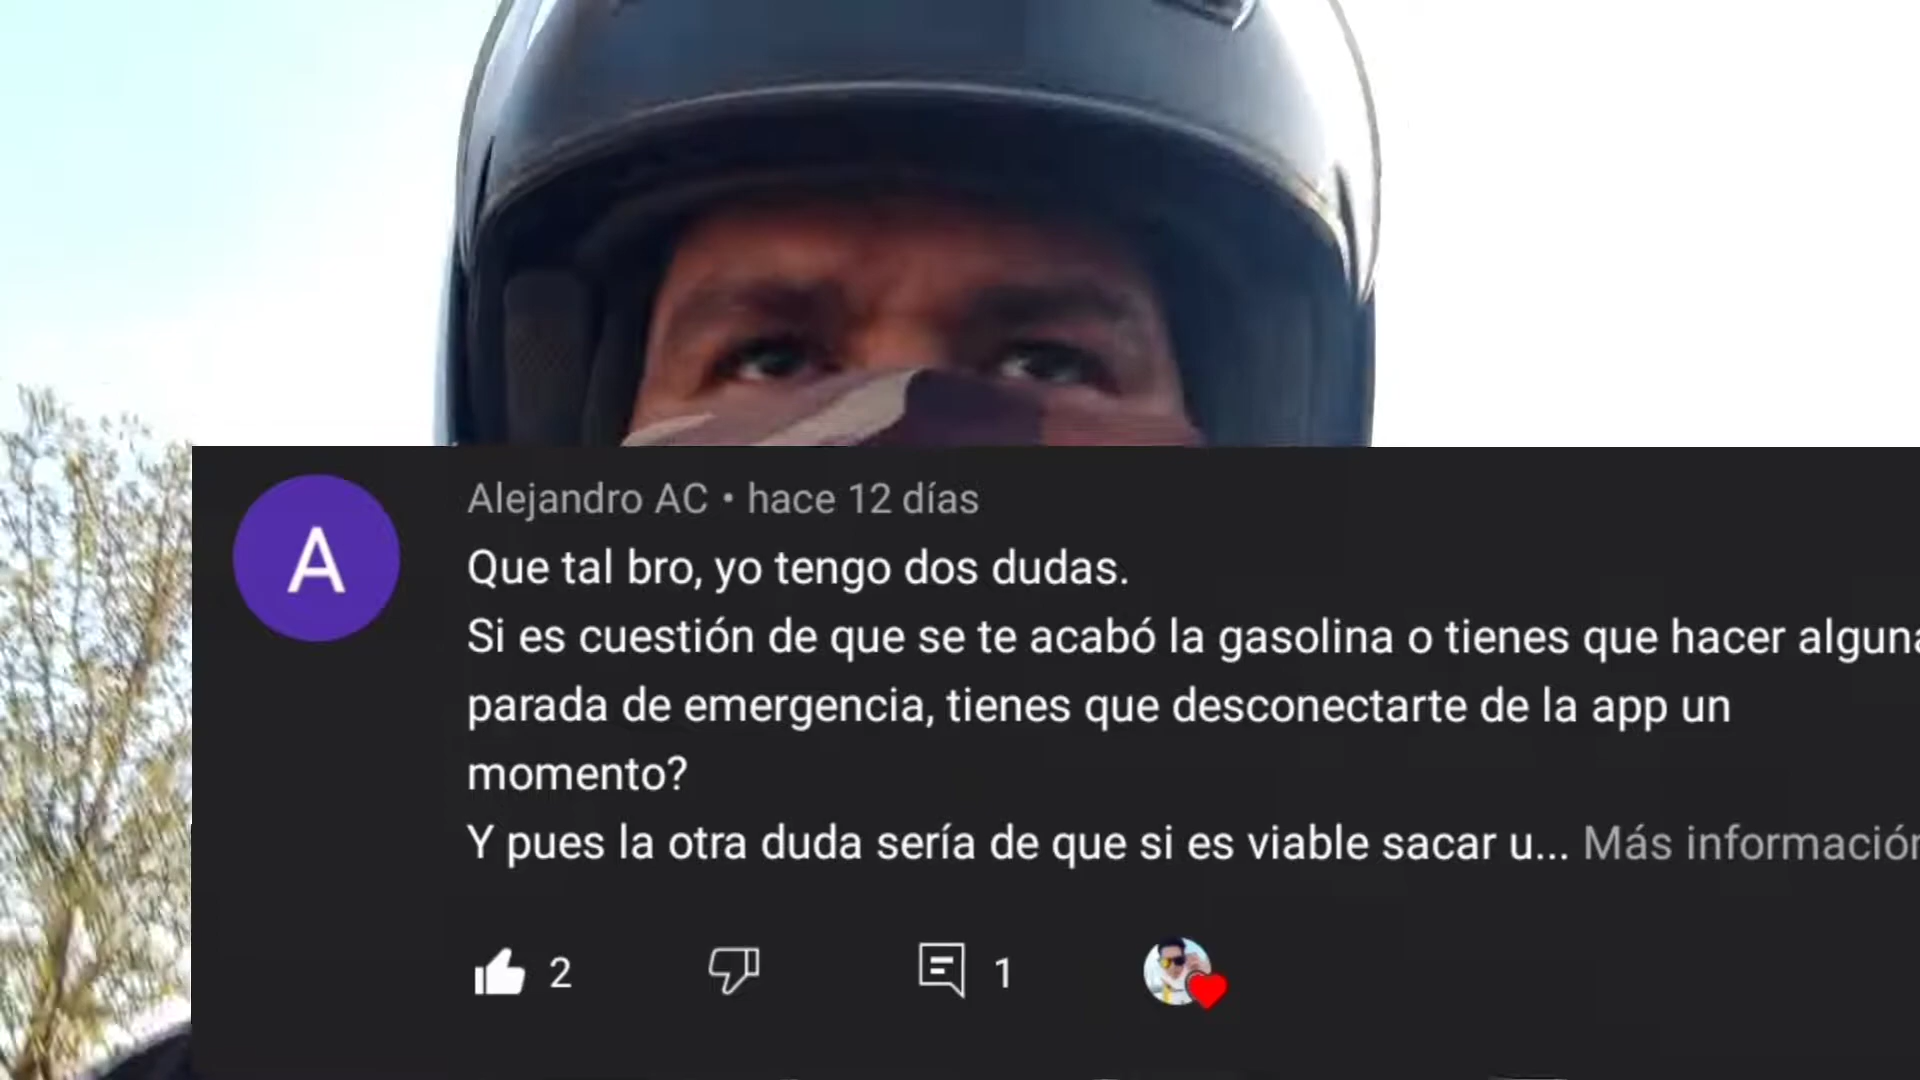 A
Alejandro AC • hace 12 días
Que tal bro, yo tengo dos dudas.
Si es cuestión de que se te acabó la gasolina o tienes que hacer alguna
parada de emergencia, tienes que desconectarte de la app un
momento?
Y pues la otra duda sería de que si es viable sacar u... Más información
2
1